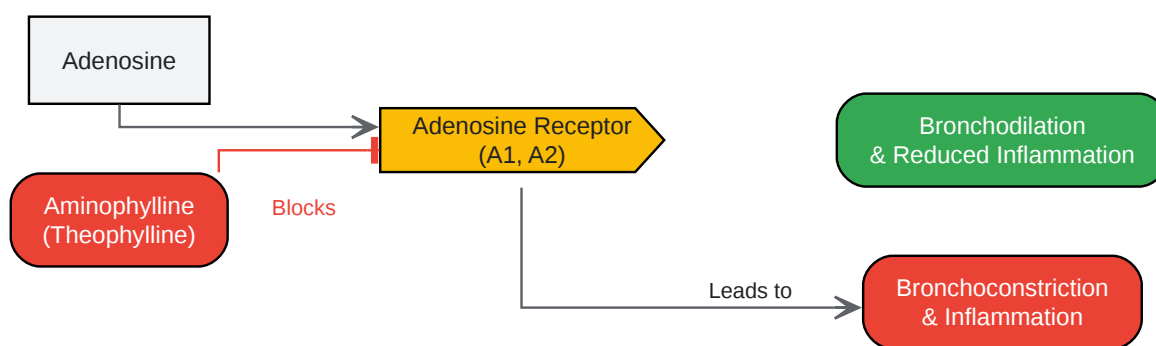 Adenosine
Adenosine Receptor
(A1, A2)
Bronchodilation
& Reduced Inflammation
Aminophylline
(Theophylline)
Blocks
Leads to
Bronchoconstriction
& Inflammation